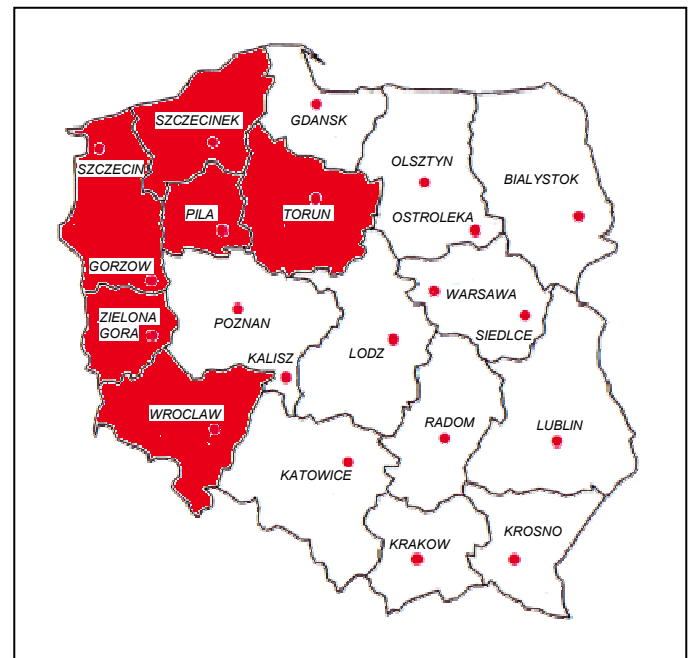 SZCZECINEK
GDANSK
SZCZECIN
OLSZTYN
BIALYSTOK
PILA
TORUN
OSTROLEKA
GORZOW
WARSAWA
ZIELONA
GORA
POZNAN
SIEDLCE
LODZ
KALISZ
WROCLAW
RADOM
LUBLIN
KATOWICE
KRAKOW
KROSNO